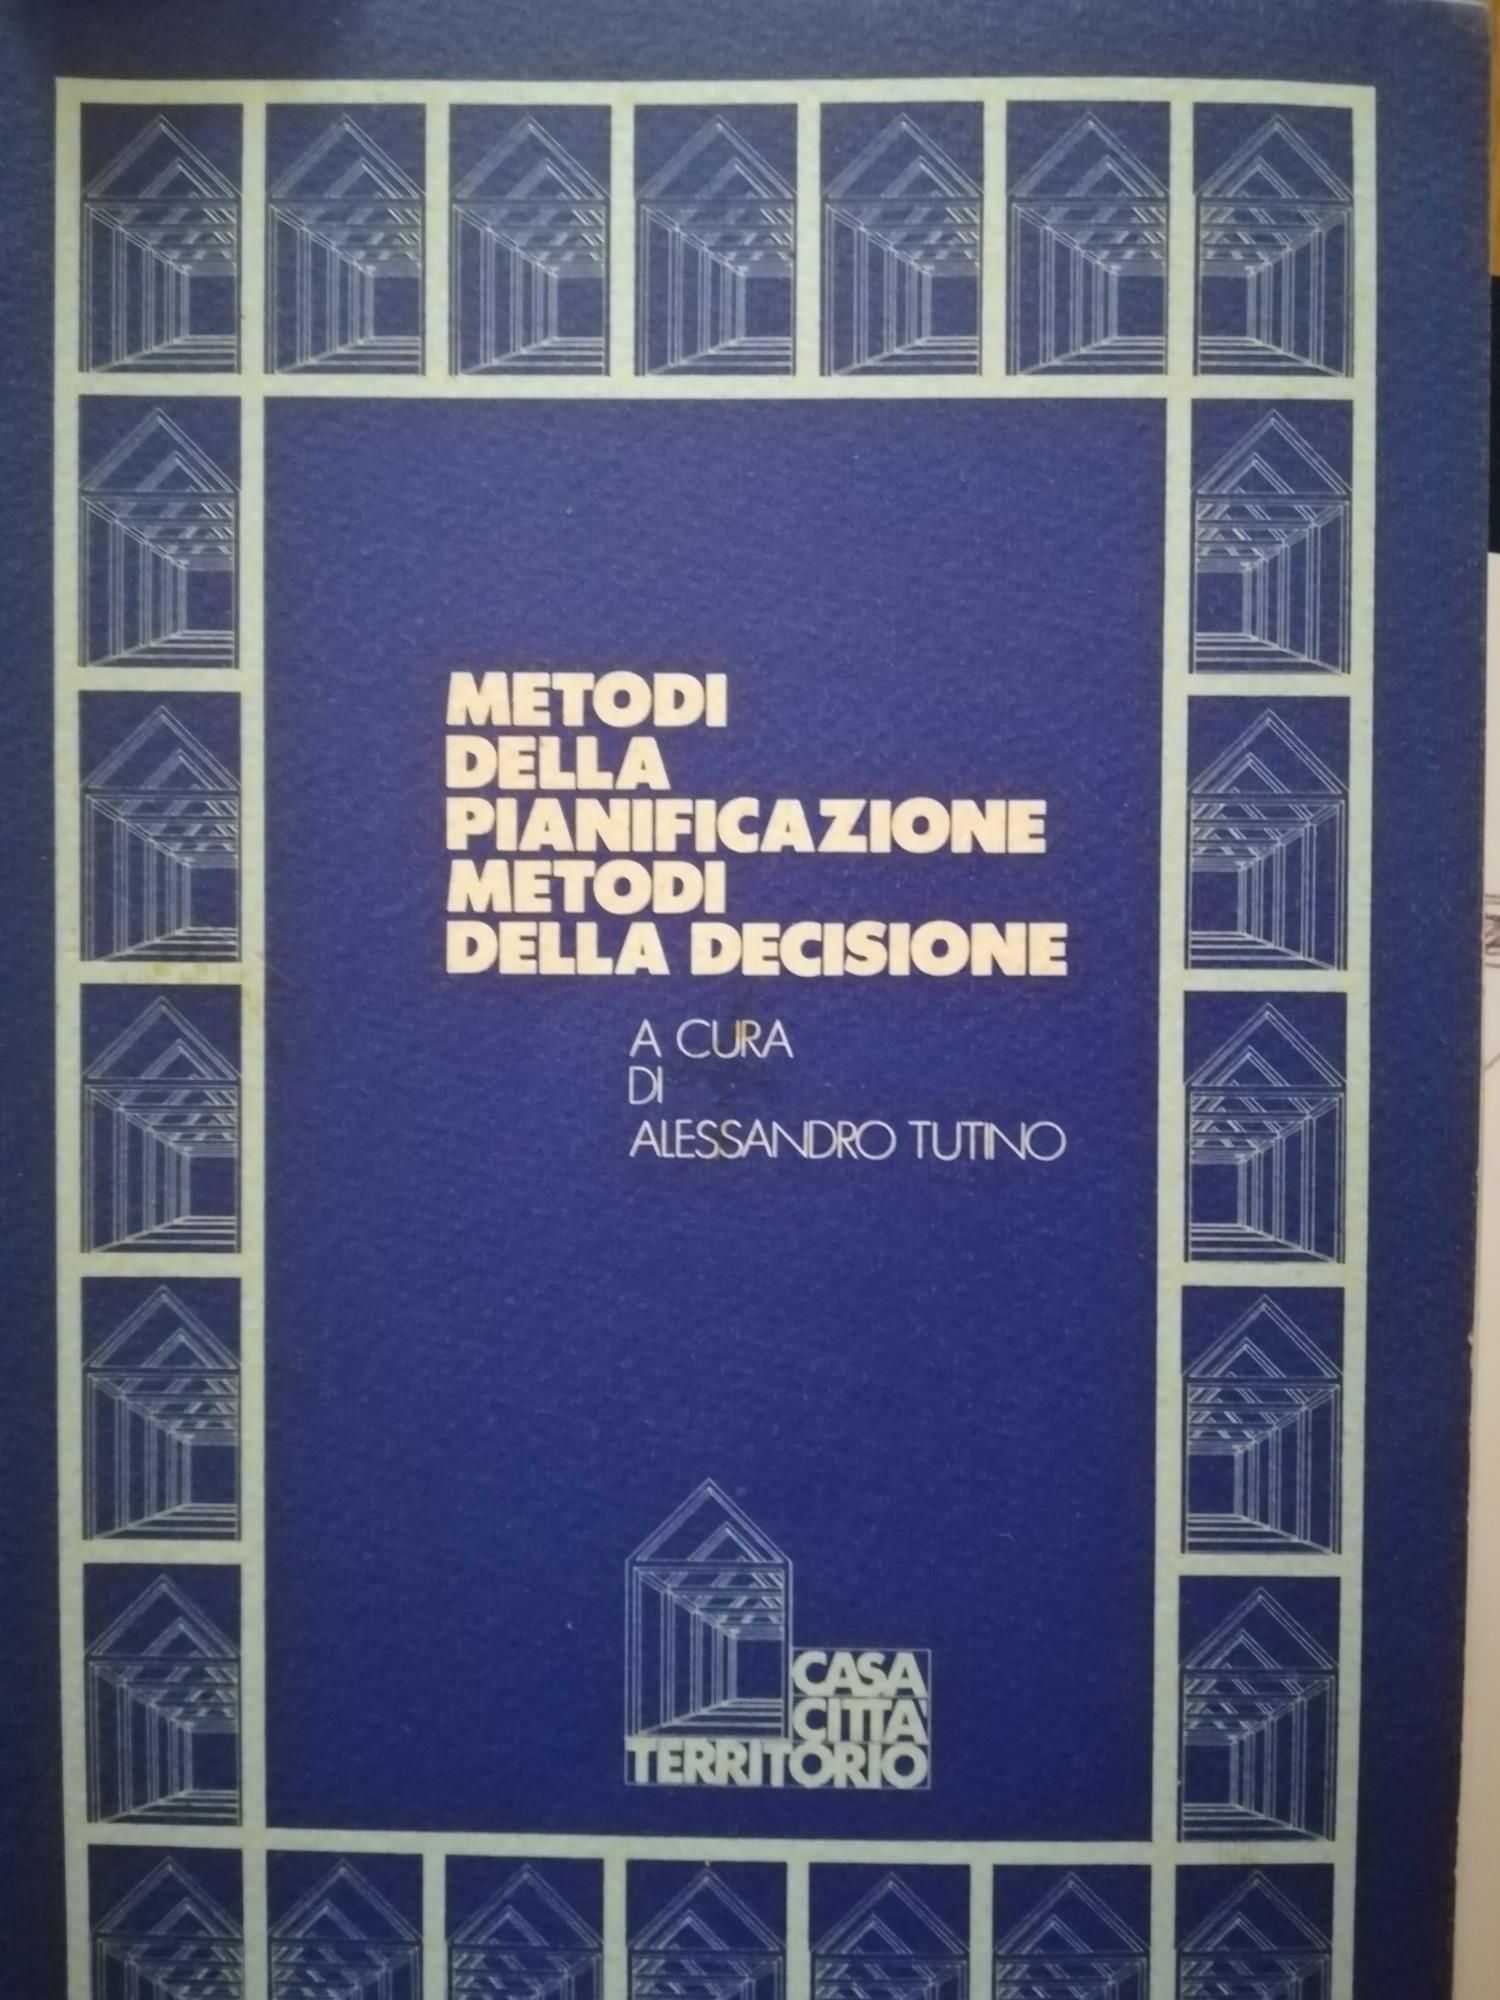 METODI
DELLA
PIANIFICAZIONE
METODI
DELLA DECISIONE
A CURA
DI
ALESSANDRO TUTINO
CASA
CITTA'
TERRITORIO